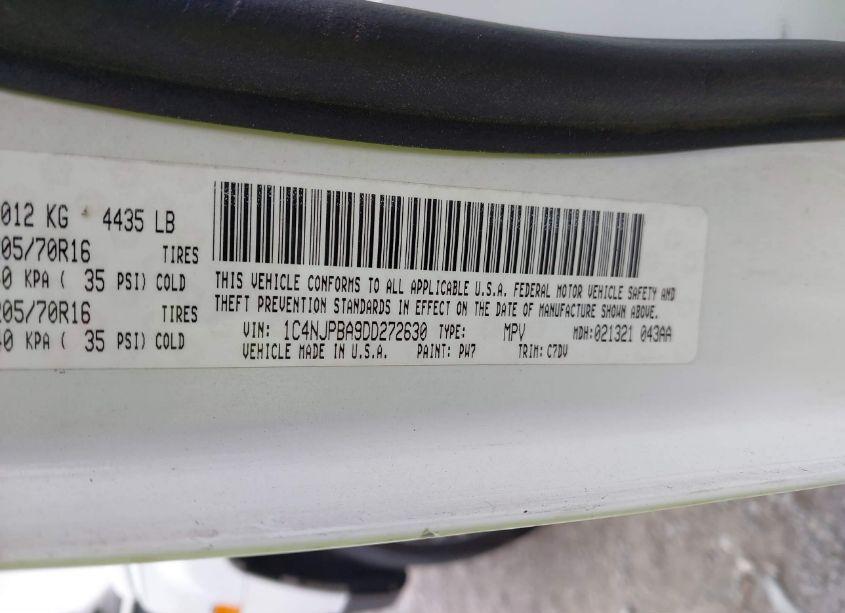 012 KG 4435 LB
05/70R16 TIRES
0 KPA ( 35 PSI) COLD
205/70R16 TIRES
40 KPA ( 35 PSI) COLD
THIS VEHICLE CONFORMS TO ALL APPLICABLE U.S.A. FEDERAL MOTOR VEHICLE SAFETY AND
THEFT PREVENTION STANDARDS IN EFFECT ON THE DATE OF MANUFACTURE SHOWN ABOVE.
VIN: 1C4NJPBA9DD272630 TYPE: MPV MDH:021321 043AA
VEHICLE MADE IN U.S.A. PAINT: PW7 TRIM: C7DV